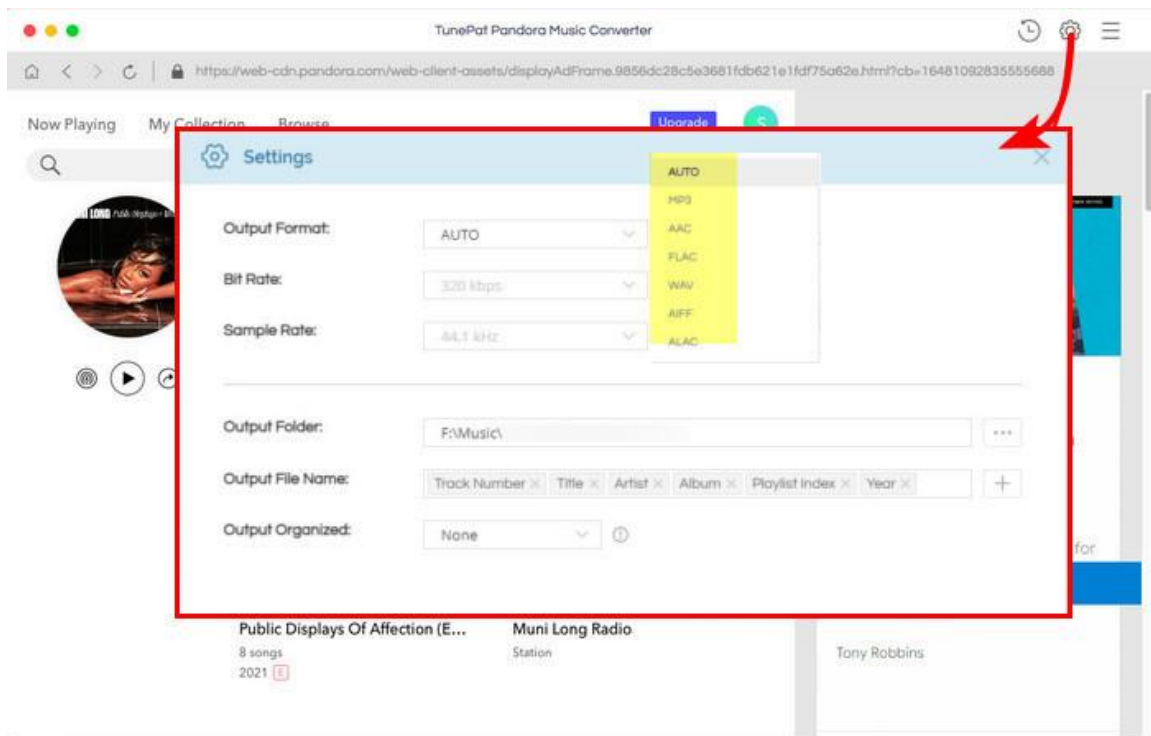 TunePat Pandora Music Converter
https://web-cdn.pandora.com/web-client-assets/displayAdFrame.9856dc28c5e3681fdb621e1fdf75a62e.html?cb=16481092835555688
Now Playing My Collection Browse Upgrade S
Settings
AUTO
MP3
AAC
FLAC
WAV
AIFF
ALAC
Output Format: AUTO
Bit Rate: 320 kbps
Sample Rate: 44.1 kHz
Output Folder: F:\Music\
Output File Name: Track Number × Title × Artist × Album × Playlist Index × Year ×
Output Organized: None
for
Public Displays Of Affection (E... Muni Long Radio
8 songs Station
2021 E
Tony Robbins